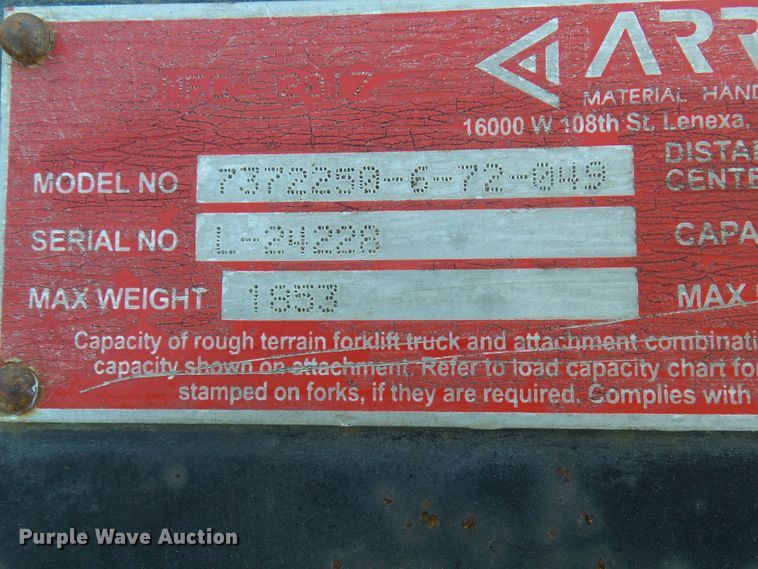 MFG. 2017
ARR
MATERIAL HAND
16000 W 108th St, Lenexa,
DISTA
CENTE
MODEL NO 7372250-6-72-049
SERIAL NO L-24228
CAPA
MAX WEIGHT 1853
MAX
Capacity of rough terrain forklift truck and attachment combinati
capacity shown on attachment. Refer to load capacity chart for
stamped on forks, if they are required. Complies with
Purple Wave Auction